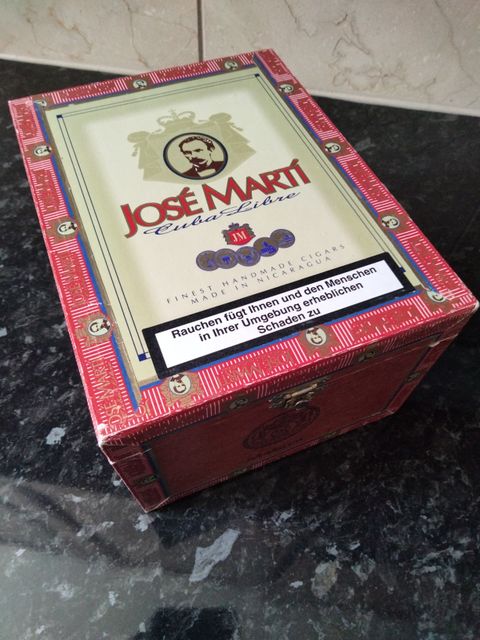 JOSÉ MARTÍ
Cuba Libre
JM
FINEST HANDMADE CIGARS
MADE IN NICARAGUA
Rauchen fügt Ihnen und den Menschen
in Ihrer Umgebung erheblichen
Schaden zu